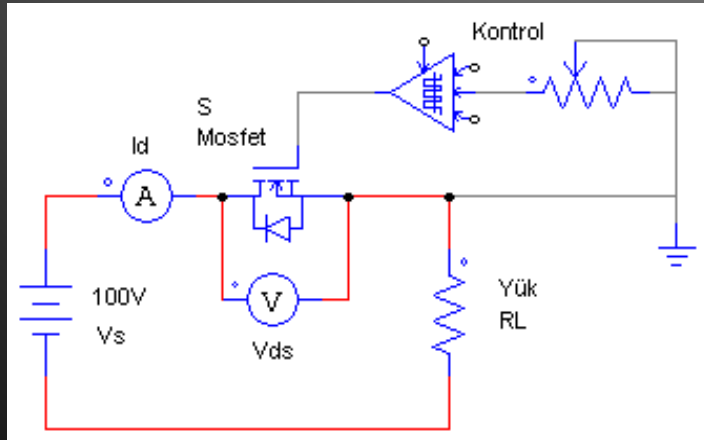 Kontrol
S
Mosfet
Id
A
100V
Vs
V
Vds
Yük
RL